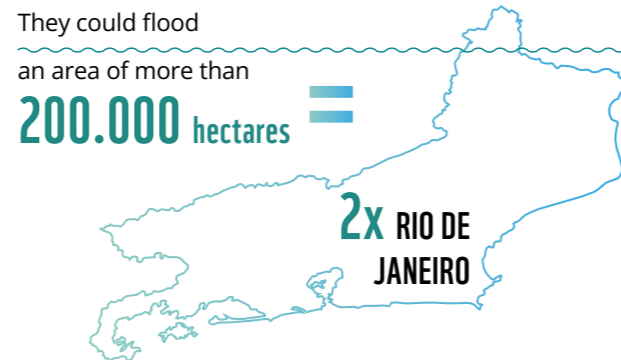 They could flood
an area of more than
200.000 hectares
=
2x RIO DE
JANEIRO